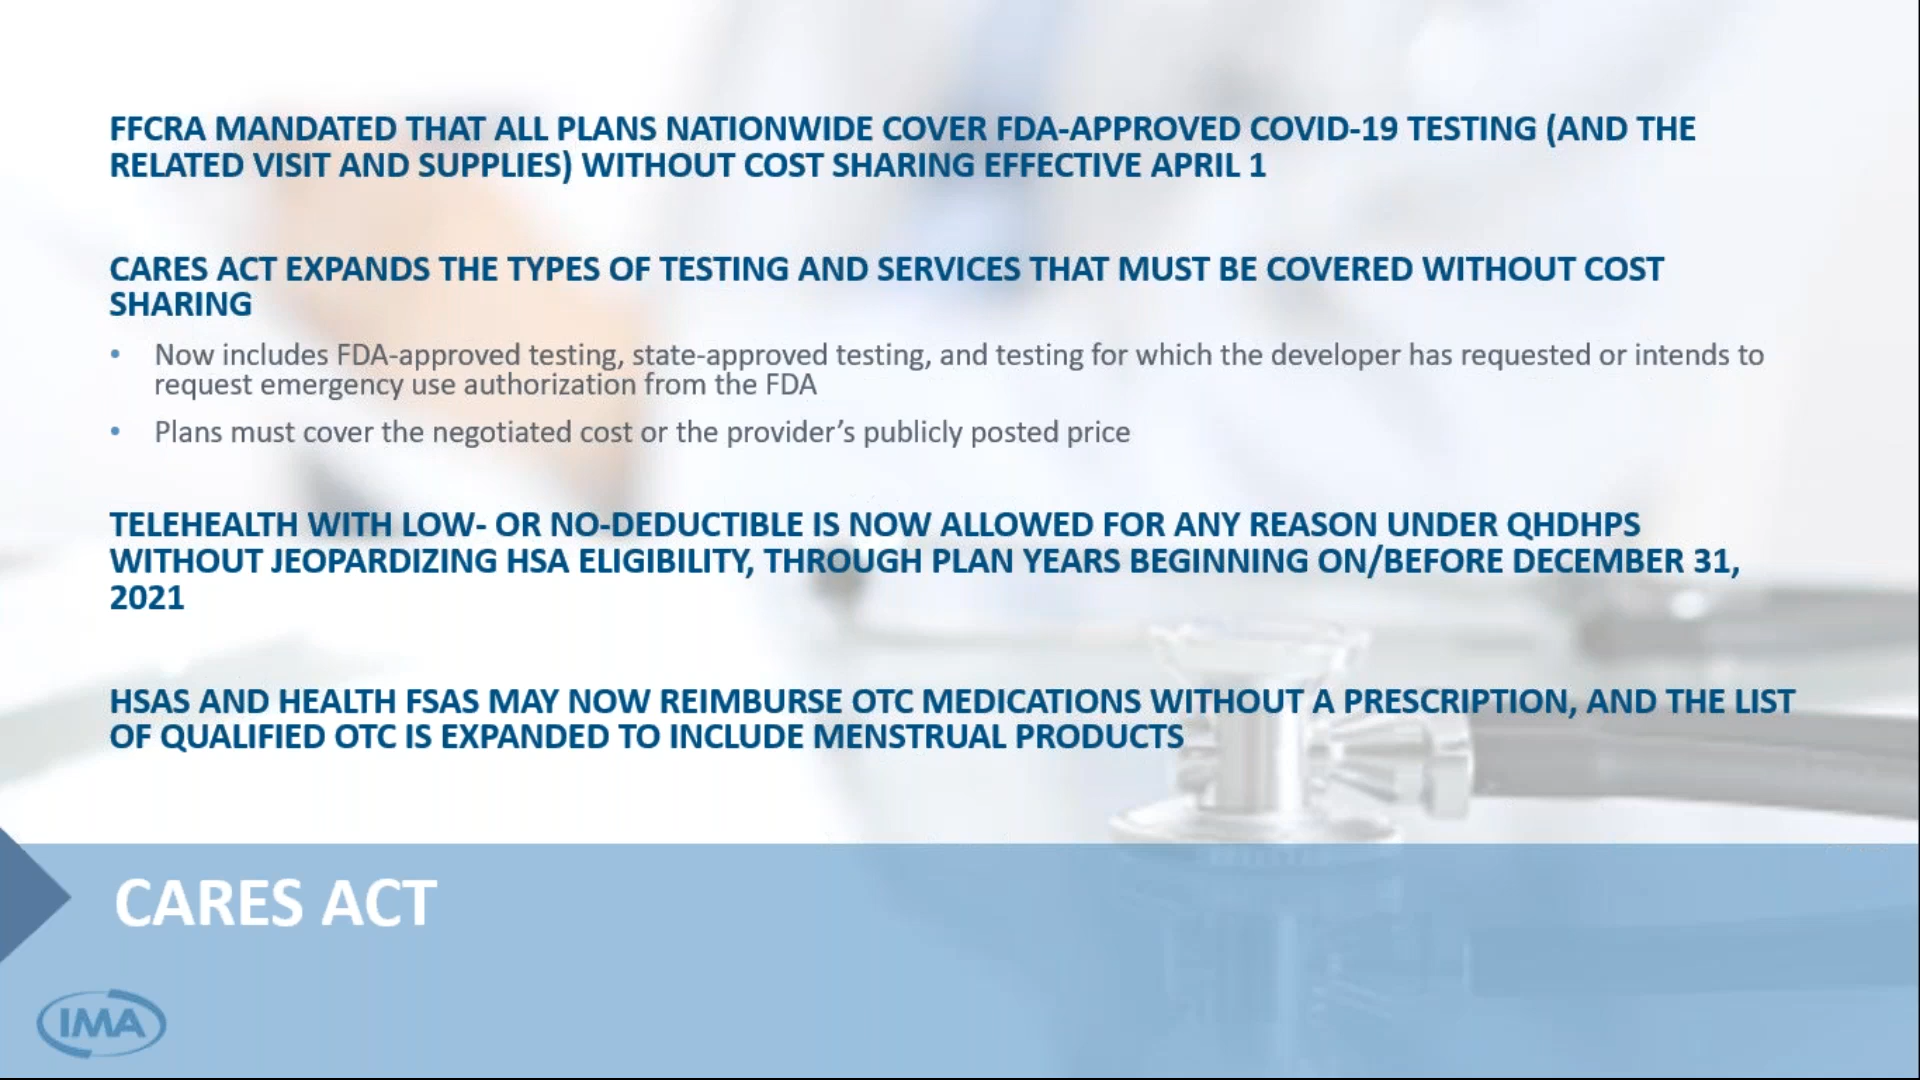 FFCRA MANDATED THAT ALL PLANS NATIONWIDE COVER FDA-APPROVED COVID-19 TESTING (AND THE
RELATED VISIT AND SUPPLIES) WITHOUT COST SHARING EFFECTIVE APRIL 1
CARES ACT EXPANDS THE TYPES OF TESTING AND SERVICES THAT MUST BE COVERED WITHOUT COST
SHARING
• Now includes FDA-approved testing, state-approved testing, and testing for which the developer has requested or intends to
request emergency use authorization from the FDA
• Plans must cover the negotiated cost or the provider’s publicly posted price
TELEHEALTH WITH LOW- OR NO-DEDUCTIBLE IS NOW ALLOWED FOR ANY REASON UNDER QHDHPS
WITHOUT JEOPARDIZING HSA ELIGIBILITY, THROUGH PLAN YEARS BEGINNING ON/BEFORE DECEMBER 31,
2021
HSAS AND HEALTH FSAS MAY NOW REIMBURSE OTC MEDICATIONS WITHOUT A PRESCRIPTION, AND THE LIST
OF QUALIFIED OTC IS EXPANDED TO INCLUDE MENSTRUAL PRODUCTS
CARES ACT
IMA